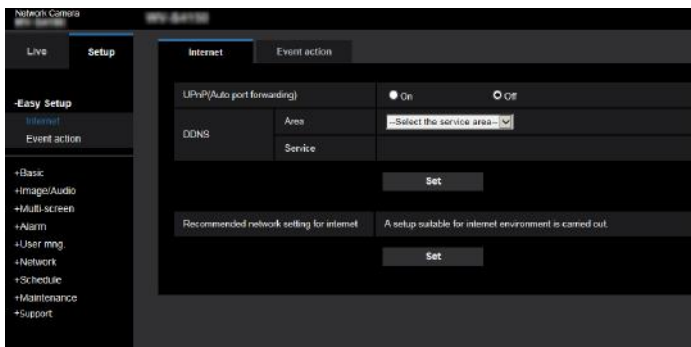 Network Camera
Live
Setup
Internet
Event action
-Easy Setup
Internet
Event action
+Basic
+Image/Audio
+Multi-screen
+Alarm
+User mng.
+Network
+Schedule
+Maintenance
+Support
UPnP(Auto port forwarding)
On
Off
DDNS
Area
--Select the service area--
Service
Set
Recommended network setting for internet
A setup suitable for internet environment is carried out.
Set